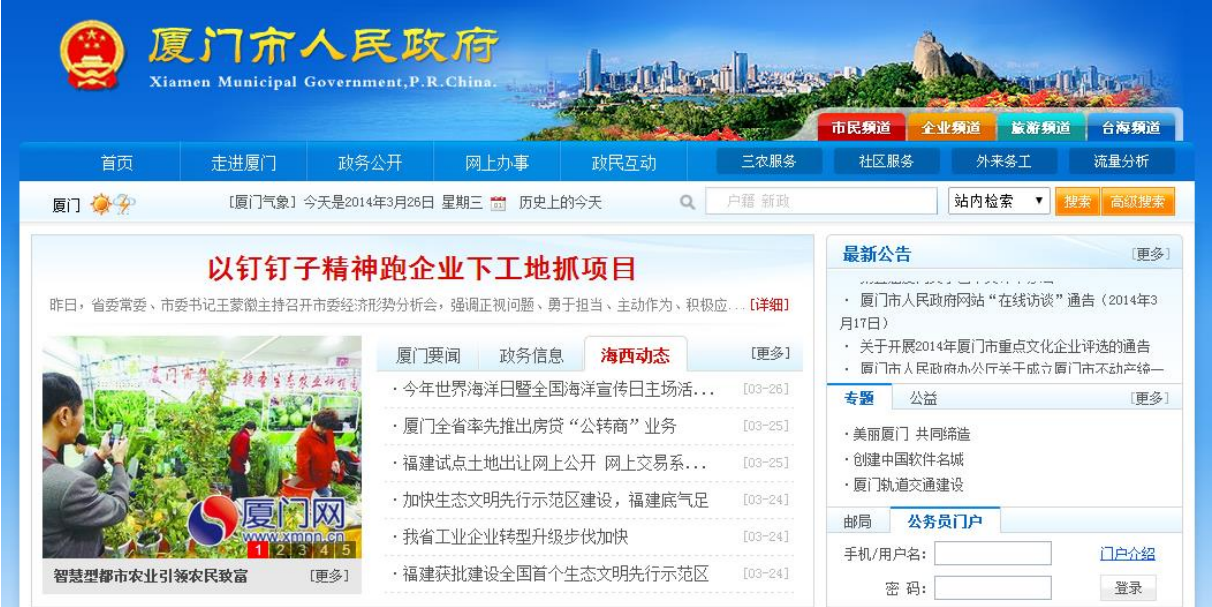 厦门市人民政府
Xiamen Municipal Government,P.R.China.
市民频道 企业频道 旅游频道 台海频道
首页 走进厦门 政务公开 网上办事 政民互动 三农服务 社区服务 外来务工 流量分析
厦门 [厦门气象] 今天是2014年3月26日 星期三 历史上的今天 户籍 新政 站内检索 搜索 高级搜索
以钉钉子精神跑企业下工地抓项目
昨日，省委常委、市委书记王蒙徽主持召开市委经济形势分析会，强调正视问题、勇于担当、主动作为、积极应... [详细]
厦门网
www.xmnn.cn
1 2 3 4 5
智慧型都市农业引领农民致富 [更多]
厦门要闻 政务信息 海西动态 [更多]
·今年世界海洋日暨全国海洋宣传日主场活... [03-26]
·厦门全省率先推出房贷“公转商”业务 [03-25]
·福建试点土地出让网上公开 网上交易系... [03-25]
·加快生态文明先行示范区建设，福建底气足 [03-24]
·我省工业企业转型升级步伐加快 [03-24]
·福建获批建设全国首个生态文明先行示范区 [03-24]
最新公告 [更多]
· 厦门市人民政府网站“在线访谈”通告（2014年3
月17日）
· 关于开展2014年厦门市重点文化企业评选的通告
· 厦门市人民政府办公厅关于成立厦门市不动产统一
专题 公益 [更多]
·美丽厦门 共同缔造
·创建中国软件名城
·厦门轨道交通建设
邮局 公务员门户
手机/用户名: 门户介绍
密 码: 登录